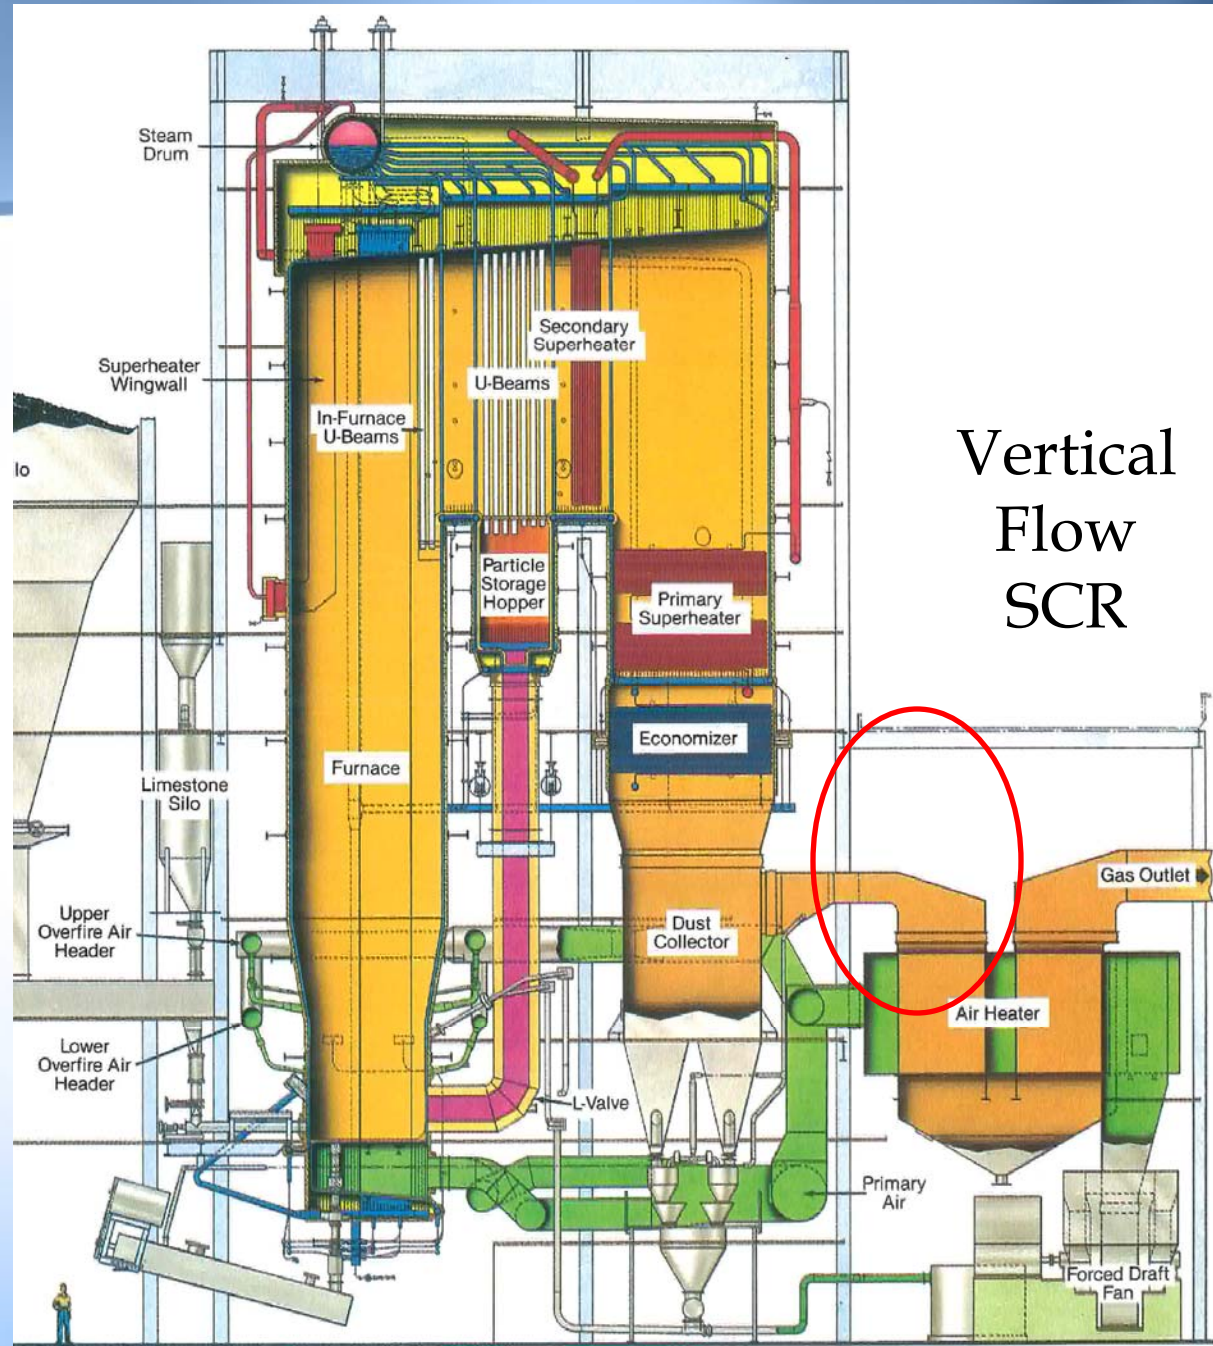 Steam
Drum
Secondary
Superheater
Superheater
Wingwall
U-Beams
In-Furnace
U-Beams
lo
Vertical
Flow
SCR
Particle
Storage
Hopper
Primary
Superheater
Economizer
Furnace
Limestone
Silo
Gas Outlet
Upper
Overfire Air
Header
Dust
Collector
Air Heater
Lower
Overfire Air
Header
L-Valve
Primary
Air
Forced Draft
Fan